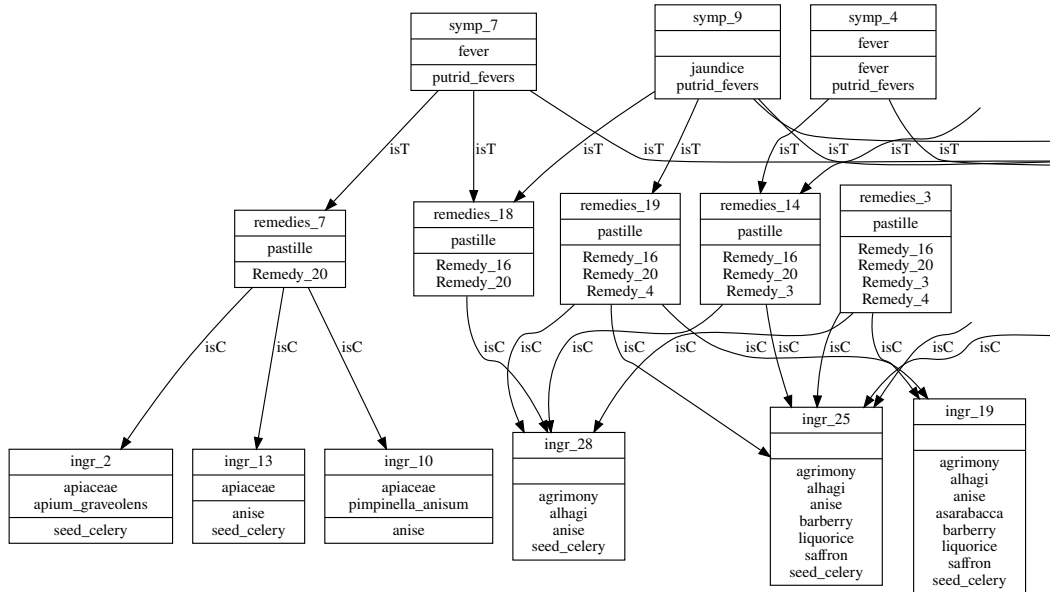 symp_7
fever
putrid_fevers
symp_9
jaundice
putrid_fevers
symp_4
fever
fever
putrid_fevers
isT
isT
isT
isT
isT
isT
isT
isT
isT
remedies_7
pastille
Remedy_20
remedies_18
pastille
Remedy_16
Remedy_20
remedies_19
pastille
Remedy_16
Remedy_20
Remedy_4
remedies_14
pastille
Remedy_16
Remedy_20
Remedy_3
remedies_3
pastille
Remedy_16
Remedy_20
Remedy_3
Remedy_4
isC
isC
isC
isC
isC
isC
isC
isC
isC
isC
isC
isC
isC
isC
ingr_2
apiaceae
apium_graveolens
seed_celery
ingr_13
apiaceae
anise
seed_celery
ingr_10
apiaceae
pimpinella_anisum
anise
ingr_28
agrimony
alhagi
anise
seed_celery
ingr_25
agrimony
alhagi
anise
barberry
liquorice
saffron
seed_celery
ingr_19
agrimony
alhagi
anise
asarabacca
barberry
liquorice
saffron
seed_celery